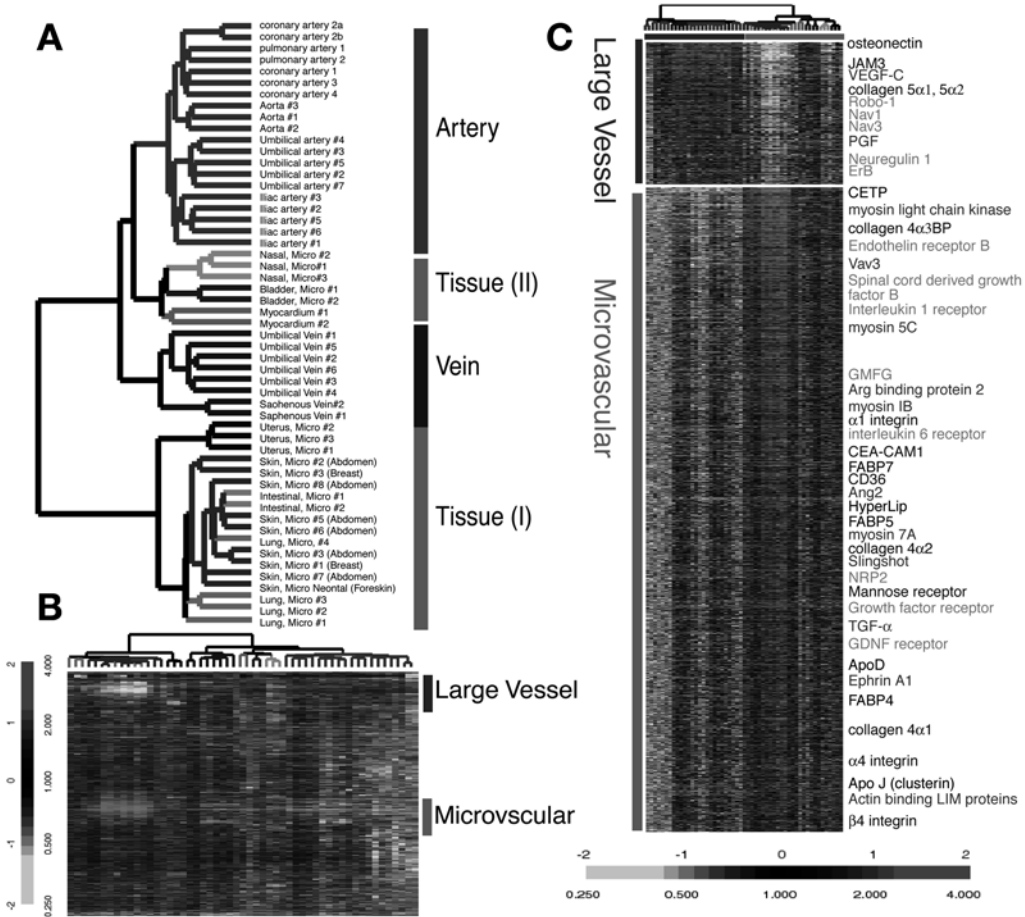 A
coronary artery 2a
coronary artery 2b
pulmonary artery 1
pulmonary artery 2
coronary artery 1
coronary artery 3
coronary artery 4
Aorta #3
Aorta #1
Aorta #2
Umbilical artery #4
Umbilical artery #3
Umbilical artery #5
Umbilical artery #2
Umbilical artery #7
Iliac artery #3
Iliac artery #2
Iliac artery #5
Iliac artery #6
Iliac artery #1
Nasal, Micro #2
Nasal, Micro#1
Nasal, Micro#3
Bladder, Micro #1
Bladder, Micro #2
Myocardium #1
Myocardium #2
Umbilical Vein #1
Umbilical Vein #5
Umbilical Vein #2
Umbilical Vein #6
Umbilical Vein #3
Umbilical Vein #4
Saohenous Vein#2
Saphenous Vein #1
Uterus, Micro #2
Uterus, Micro #3
Uterus, Micro #1
Skin, Micro #2 (Abdomen)
Skin, Micro #3 (Breast)
Skin, Micro #8 (Abdomen)
Intestinal, Micro #1
Intestinal, Micro #2
Skin, Micro #5 (Abdomen)
Skin, Micro #6 (Abdomen)
Lung, Micro, #4
Skin, Micro #3 (Abdomen)
Skin, Micro #1 (Breast)
Skin, Micro #7 (Abdomen)
Skin, Micro Neontal (Foreskin)
Lung, Micro #3
Lung, Micro #2
Lung, Micro #1
Artery
Tissue (II)
Vein
Tissue (I)
B
2
1
0
-1
-2
4.000
2.000
1.000
0.500
0.250
Large Vessel
Microvscular
C
Large Vessel
Microvascular
osteonectin
JAM3
VEGF-C
collagen 5α1, 5α2
Robo-1
Nav1
Nav3
PGF
Neuregulin 1
ErB
CETP
myosin light chain kinase
collagen 4α3BP
Endothelin receptor B
Vav3
Spinal cord derived growth
factor B
Interleukin 1 receptor
myosin 5C
GMFG
Arg binding protein 2
myosin IB
α1 integrin
interleukin 6 receptor
CEA-CAM1
FABP7
CD36
Ang2
HyperLip
FABP5
myosin 7A
collagen 4α2
Slingshot
NRP2
Mannose receptor
Growth factor receptor
TGF-α
GDNF receptor
ApoD
Ephrin A1
FABP4
collagen 4α1
α4 integrin
Apo J (clusterin)
Actin binding LIM proteins
β4 integrin
-2 -1 0 1 2
0.250 0.500 1.000 2.000 4.000